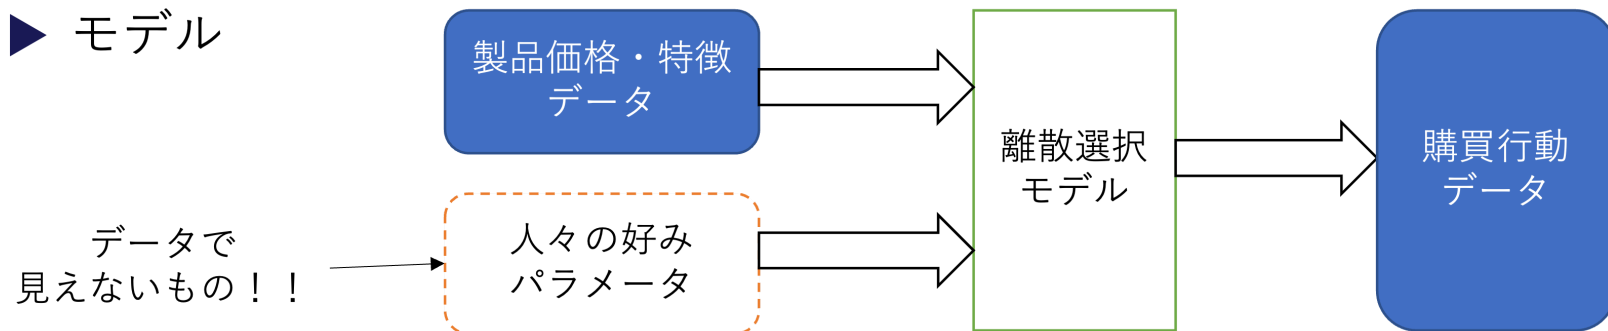 モデル
製品価格・特徴
データ
離散選択
モデル
購買行動
データ
人々の好み
パラメータ
データで
見えないもの！！